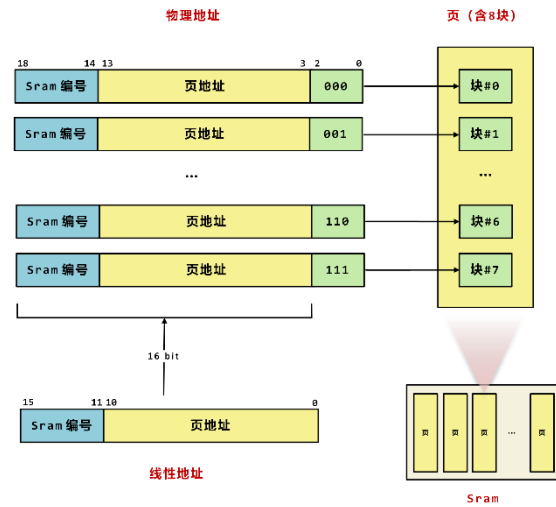 物理地址
页（含8块）
18 14 13 3 2 0
Sram 编号 页地址 000 块#0
Sram 编号 页地址 001 块#1
... ...
Sram 编号 页地址 110 块#6
Sram 编号 页地址 111 块#7
16 bit
15 11 10 0
Sram 编号 页地址
线性地址
页 页 页 ... 页
Sram